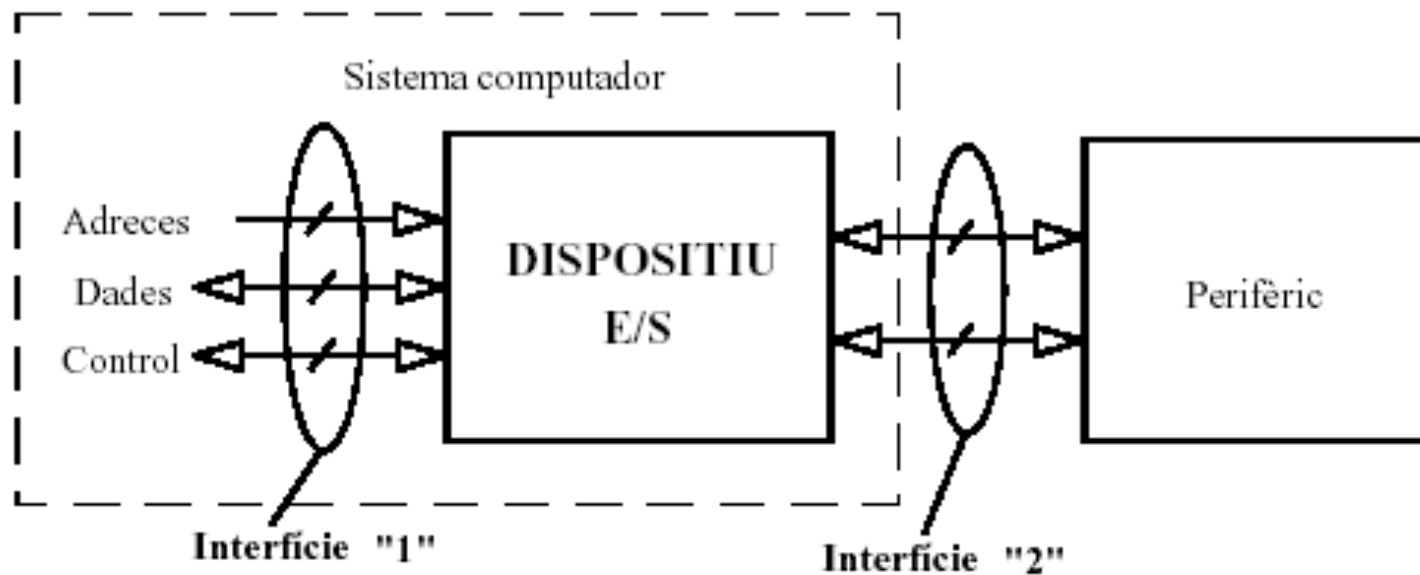 Sistema computador
Adreces
Dades
Control
DISPOSITIU
E/S
Perifèric
Interfície "1"
Interfície "2"